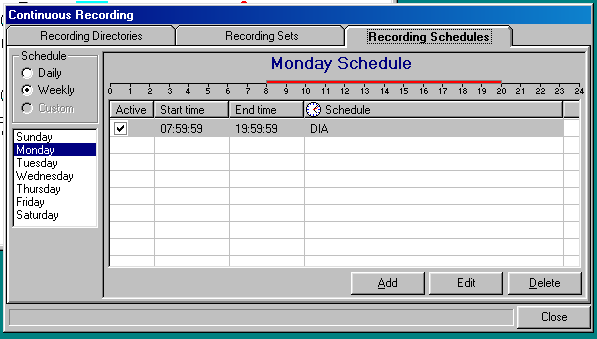 Continuous Recording
Recording Directories
Recording Sets
Recording Schedules
Schedule
Daily
Weekly
Custom
Sunday
Monday
Tuesday
Wednesday
Thursday
Friday
Saturday
Monday Schedule
0 1 2 3 4 5 6 7 8 9 10 11 12 13 14 15 16 17 18 19 20 21 22 23 24
Active Start time End time Schedule
07:59:59 19:59:59 DIA
Add Edit Delete
Close